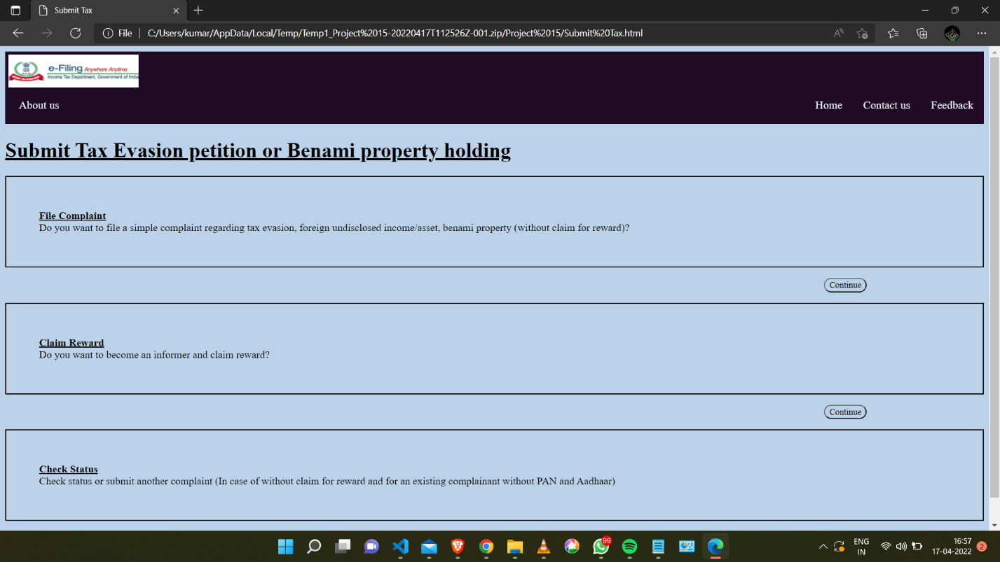 Submit Tax
File
C:/Users/kumar/AppData/Local/Temp/Temp1_Project%2015-20220417T112526Z-001.zip/Project%2015/Submit%20Tax.html
e-Filing Anywhere Anytime
Income Tax Department, Government of India
About us
Home Contact us Feedback
Submit Tax Evasion petition or Benami property holding
File Complaint
Do you want to file a simple complaint regarding tax evasion, foreign undisclosed income/asset, benami property (without claim for reward)?
Continue
Claim Reward
Do you want to become an informer and claim reward?
Continue
Check Status
Check status or submit another complaint (In case of without claim for reward and for an existing complainant without PAN and Aadhaar)
99
ENG
IN
16:57
17-04-2022
2